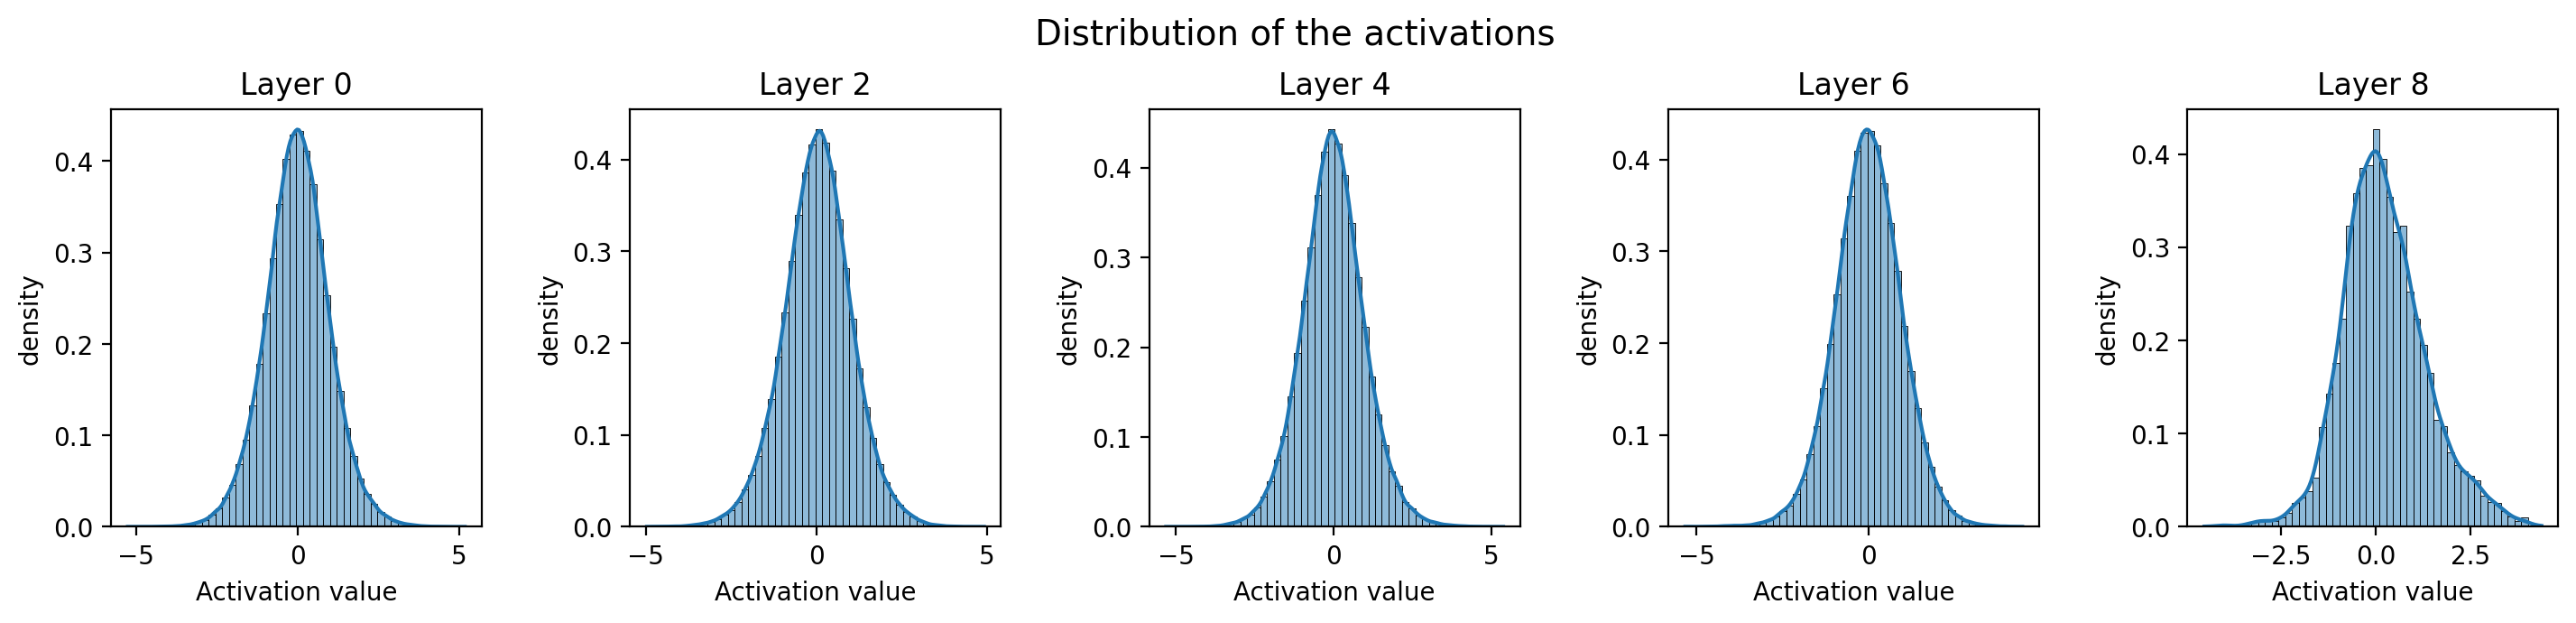 Distribution of the activations
Layer 0
0.4
0.3
0.2
0.1
0.0
density
−5
0
5
Activation value
Layer 2
0.4
0.3
0.2
0.1
0.0
density
−5
0
5
Activation value
Layer 4
0.4
0.3
0.2
0.1
0.0
density
−5
0
5
Activation value
Layer 6
0.4
0.3
0.2
0.1
0.0
density
−5
0
Activation value
Layer 8
0.4
0.3
0.2
0.1
0.0
density
−2.5
0.0
2.5
Activation value